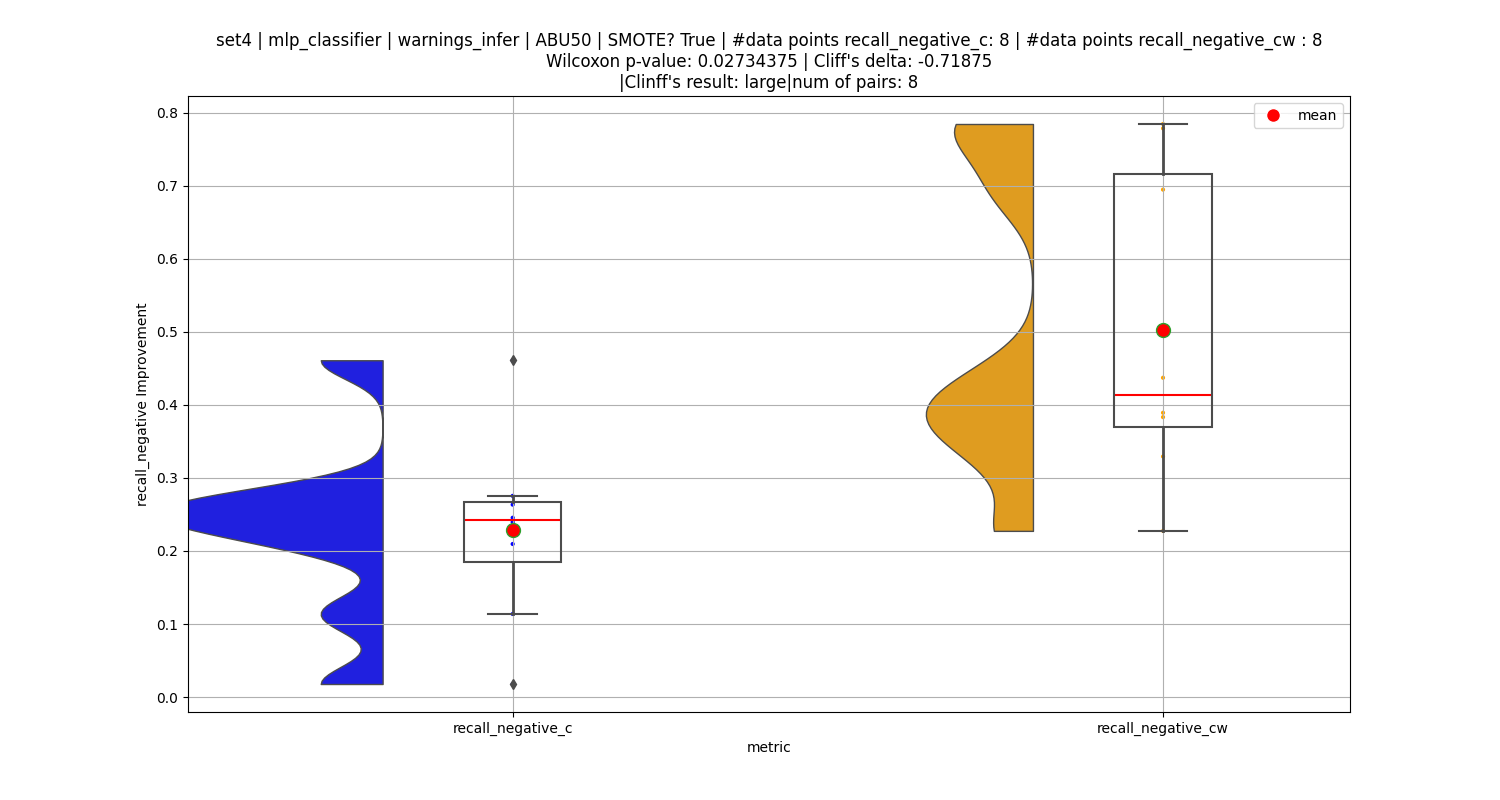 set4 | mlp_classifier | warnings_infer | ABU50 | SMOTE? True | #data points recall_negative_c: 8 | #data points recall_negative_cw : 8
Wilcoxon p-value: 0.02734375 | Cliff's delta: -0.71875
|Clinff's result: large|num of pairs: 8
mean
0.8
0.7
0.6
0.5
0.4
0.3
0.2
0.1
0.0
recall_negative Improvement
recall_negative_c
recall_negative_cw
metric